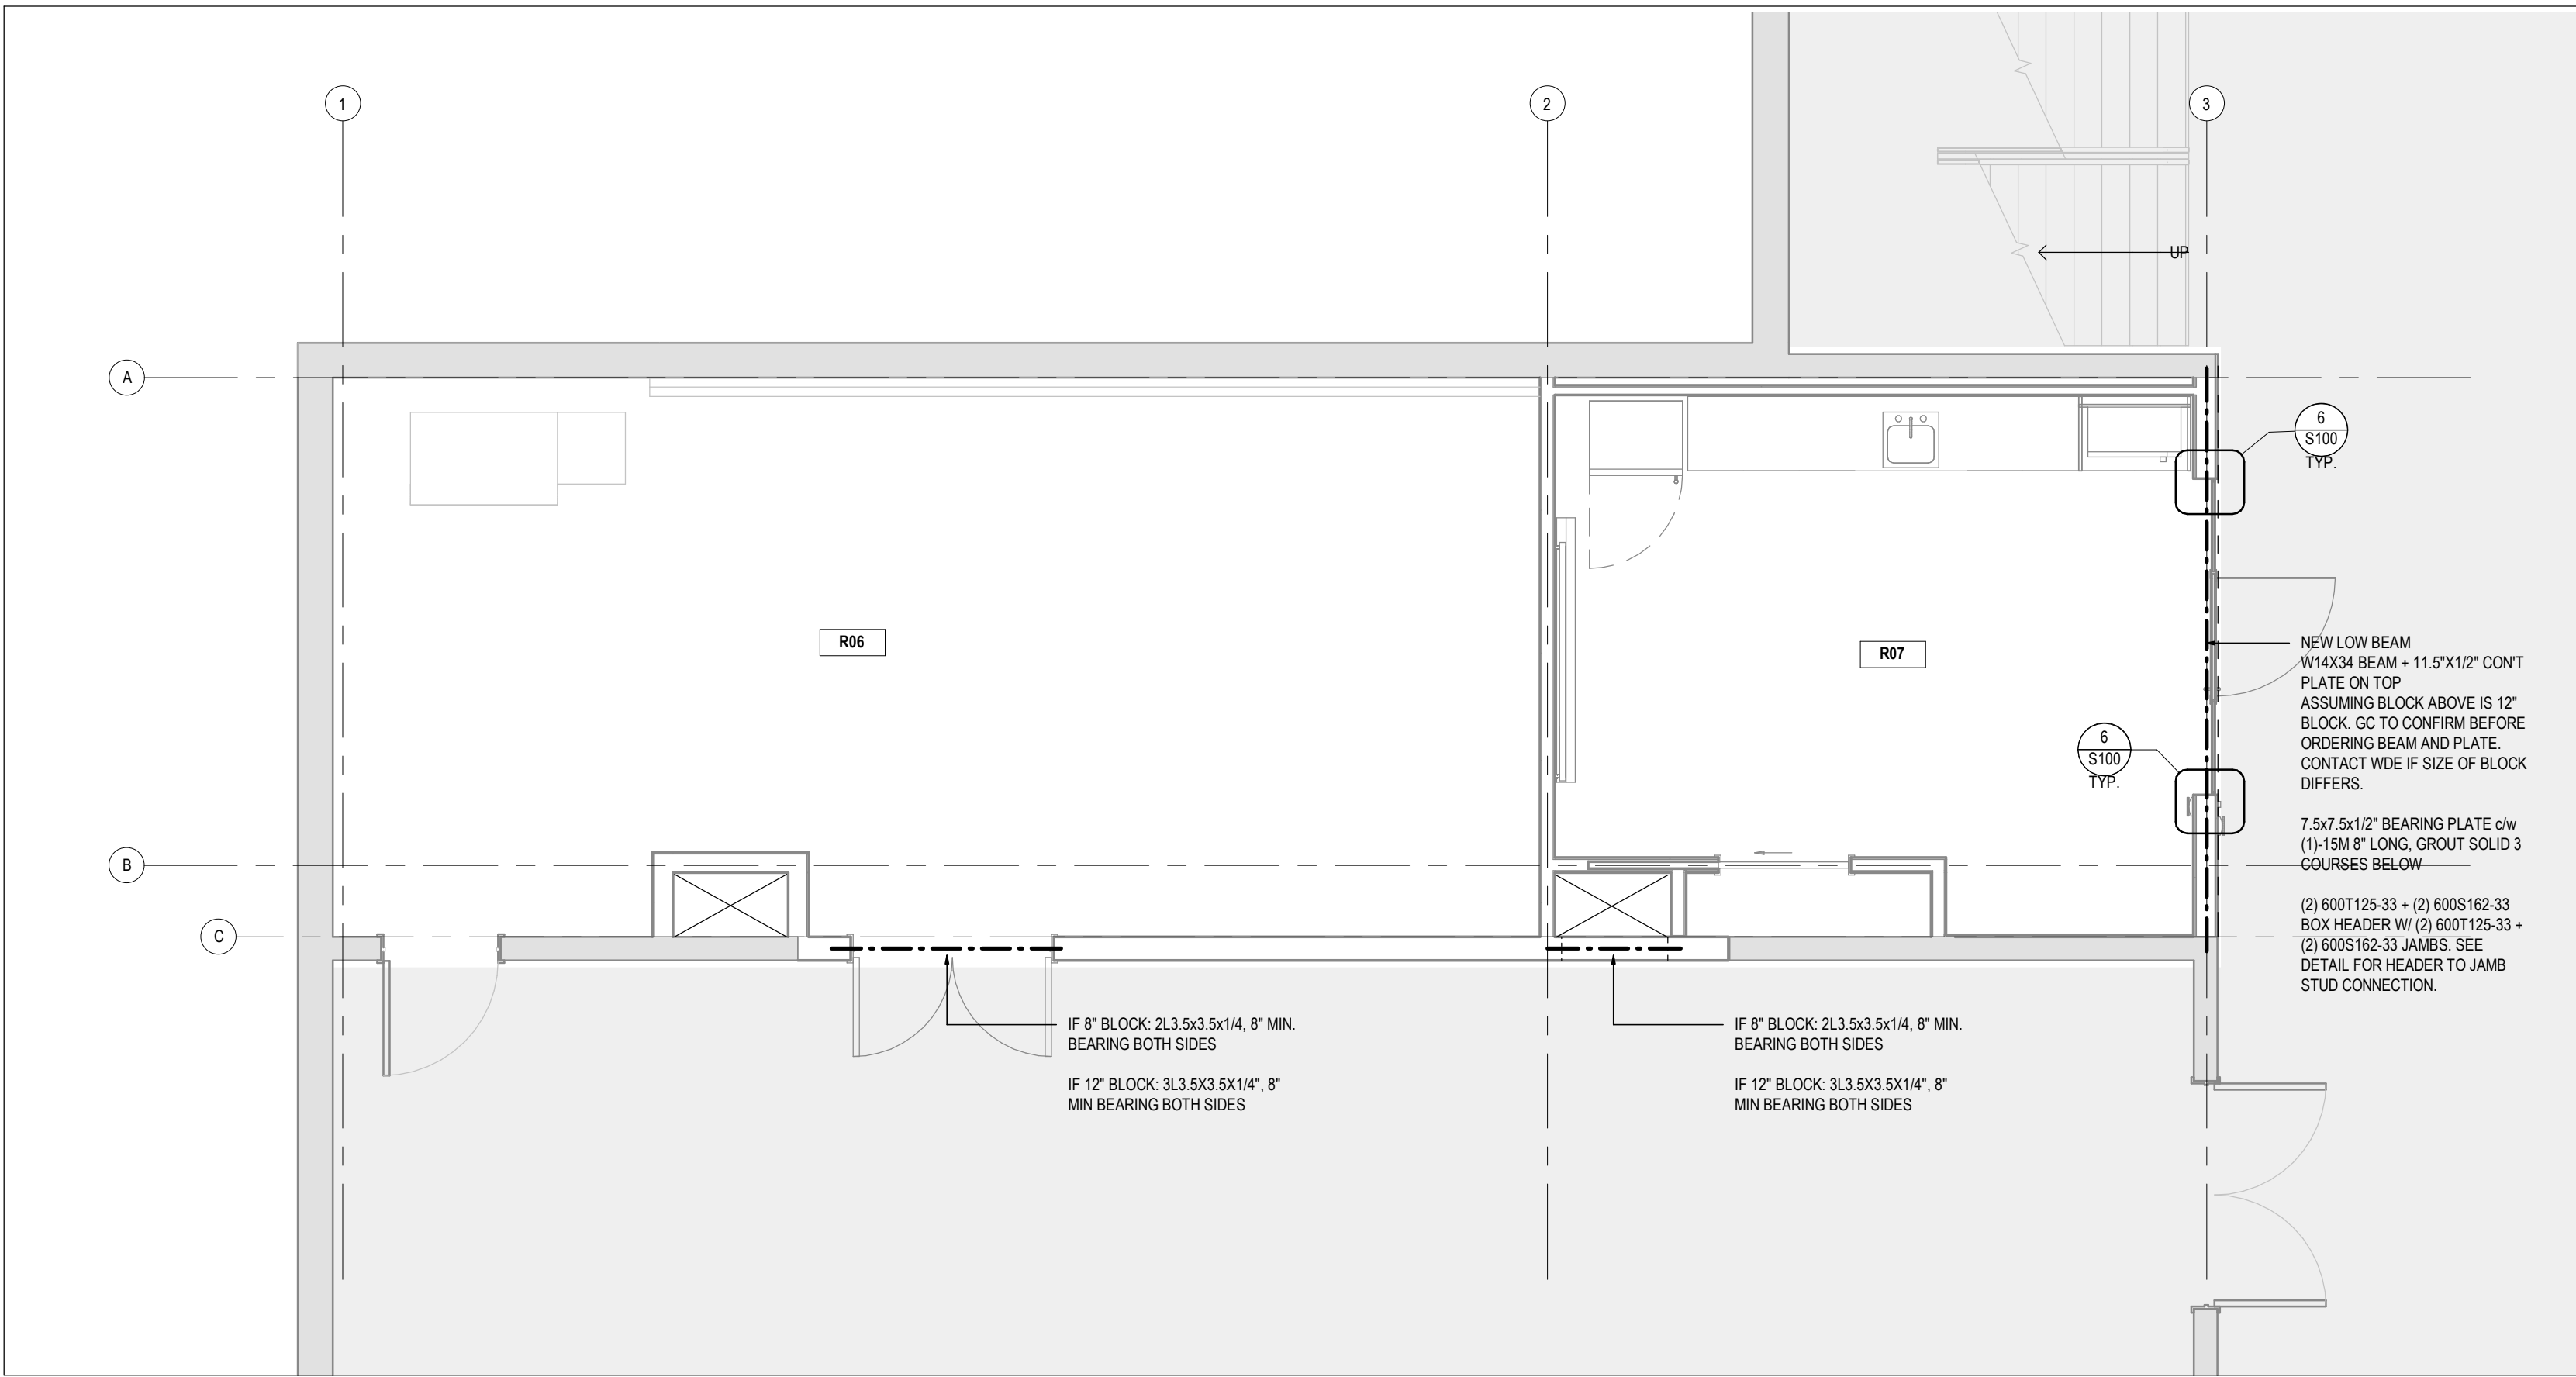 1
2
3
UP
A
6
S100
TYP.
R06
R07
NEW LOW BEAM
W14X34 BEAM + 11.5"X1/2" CON'T
PLATE ON TOP
ASSUMING BLOCK ABOVE IS 12"
BLOCK. GC TO CONFIRM BEFORE
ORDERING BEAM AND PLATE.
CONTACT WDE IF SIZE OF BLOCK
DIFFERS.
6
S100
TYP.
7.5x7.5x1/2" BEARING PLATE c/w
(1)-15M 8" LONG, GROUT SOLID 3
COURSES BELOW
B
(2) 600T125-33 + (2) 600S162-33
BOX HEADER W/ (2) 600T125-33 +
(2) 600S162-33 JAMBS. SEE
DETAIL FOR HEADER TO JAMB
STUD CONNECTION.
C
IF 8" BLOCK: 2L3.5x3.5x1/4, 8" MIN.
BEARING BOTH SIDES
IF 12" BLOCK: 3L3.5X3.5X1/4", 8"
MIN BEARING BOTH SIDES
IF 8" BLOCK: 2L3.5x3.5x1/4, 8" MIN.
BEARING BOTH SIDES
IF 12" BLOCK: 3L3.5X3.5X1/4", 8"
MIN BEARING BOTH SIDES